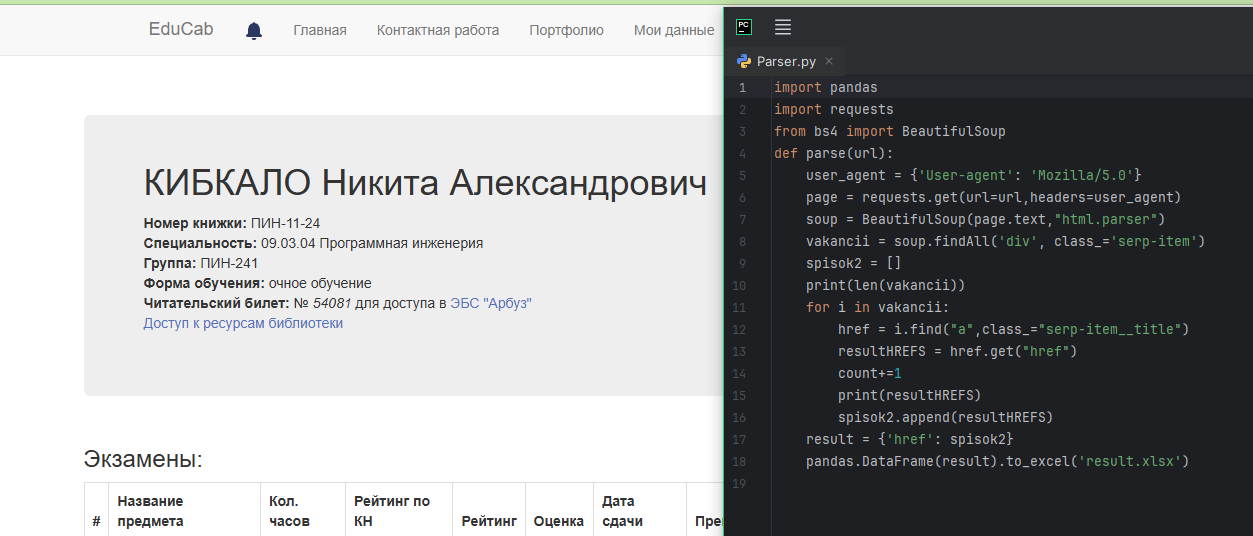 EduCab Главная Контактная работа Портфолио Мои данные
КИБКАЛО Никита Александрович
Номер книжки: ПИН-11-24
Специальность: 09.03.04 Программная инженерия
Группа: ПИН-241
Форма обучения: очное обучение
Читательский билет: № 54081 для доступа в ЭБС "Арбуз"
Доступ к ресурсам библиотеки
Экзамены:
# Название предмета Кол. часов Рейтинг по КН Рейтинг Оценка Дата сдачи
PC
Parser.py ×
1 import pandas
2 import requests
3 from bs4 import BeautifulSoup
4 def parse(url):
5 user_agent = {'User-agent': 'Mozilla/5.0'}
6 page = requests.get(url=url,headers=user_agent)
7 soup = BeautifulSoup(page.text,"html.parser")
8 vakancii = soup.findAll('div', class_='serp-item')
9 spisok2 = []
10 print(len(vakancii))
11 for i in vakancii:
12 href = i.find("a",class_="serp-item__title")
13 resultHREFS = href.get("href")
14 count+=1
15 print(resultHREFS)
16 spisok2.append(resultHREFS)
17 result = {'href': spisok2}
18 pandas.DataFrame(result).to_excel('result.xlsx')
19